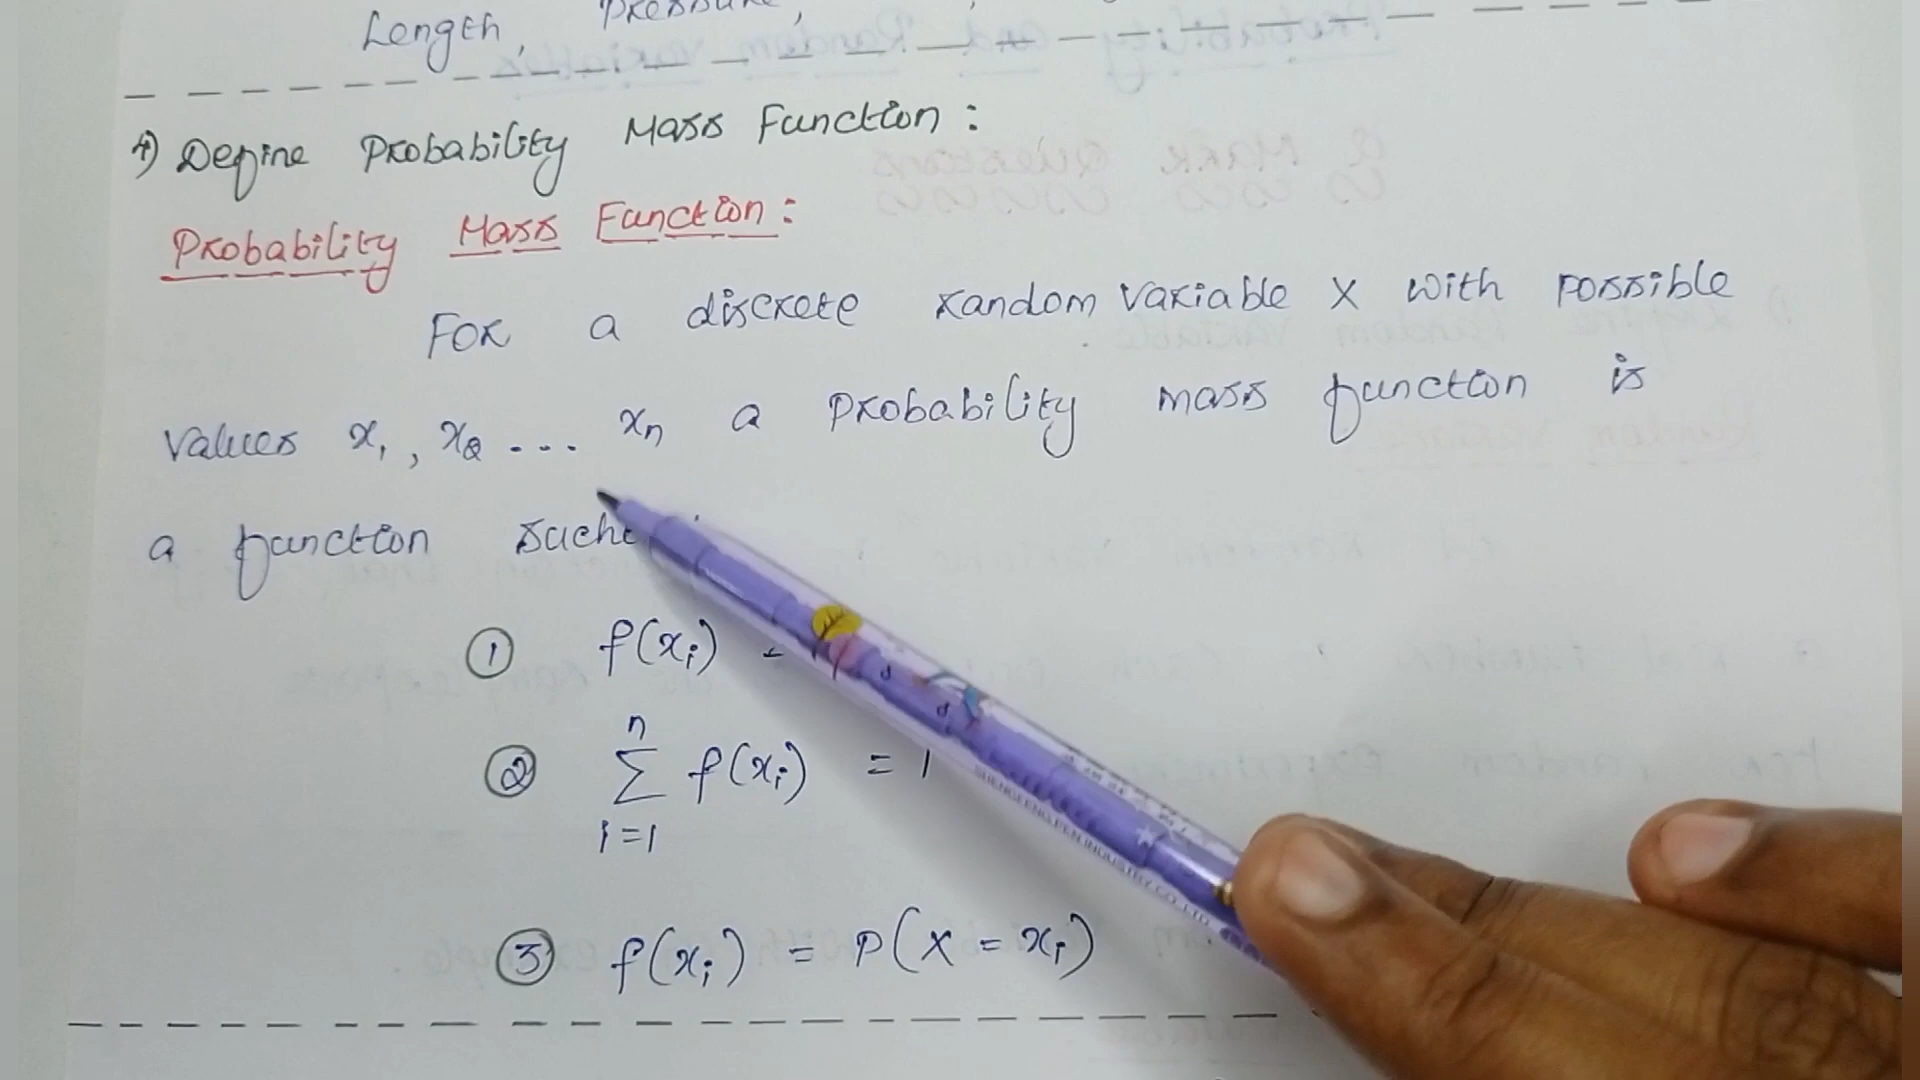 Length, Pressure,
4) Define Probability Mass Function :
Probability Mass Function :
For a discrete random variable X with possible
values x₁, x₂ ... xₙ a probability mass function is
a function such
① f(xᵢ)
② n
∑ f(xᵢ) = 1
i=1
③ f(xᵢ) = P(X = xᵢ)